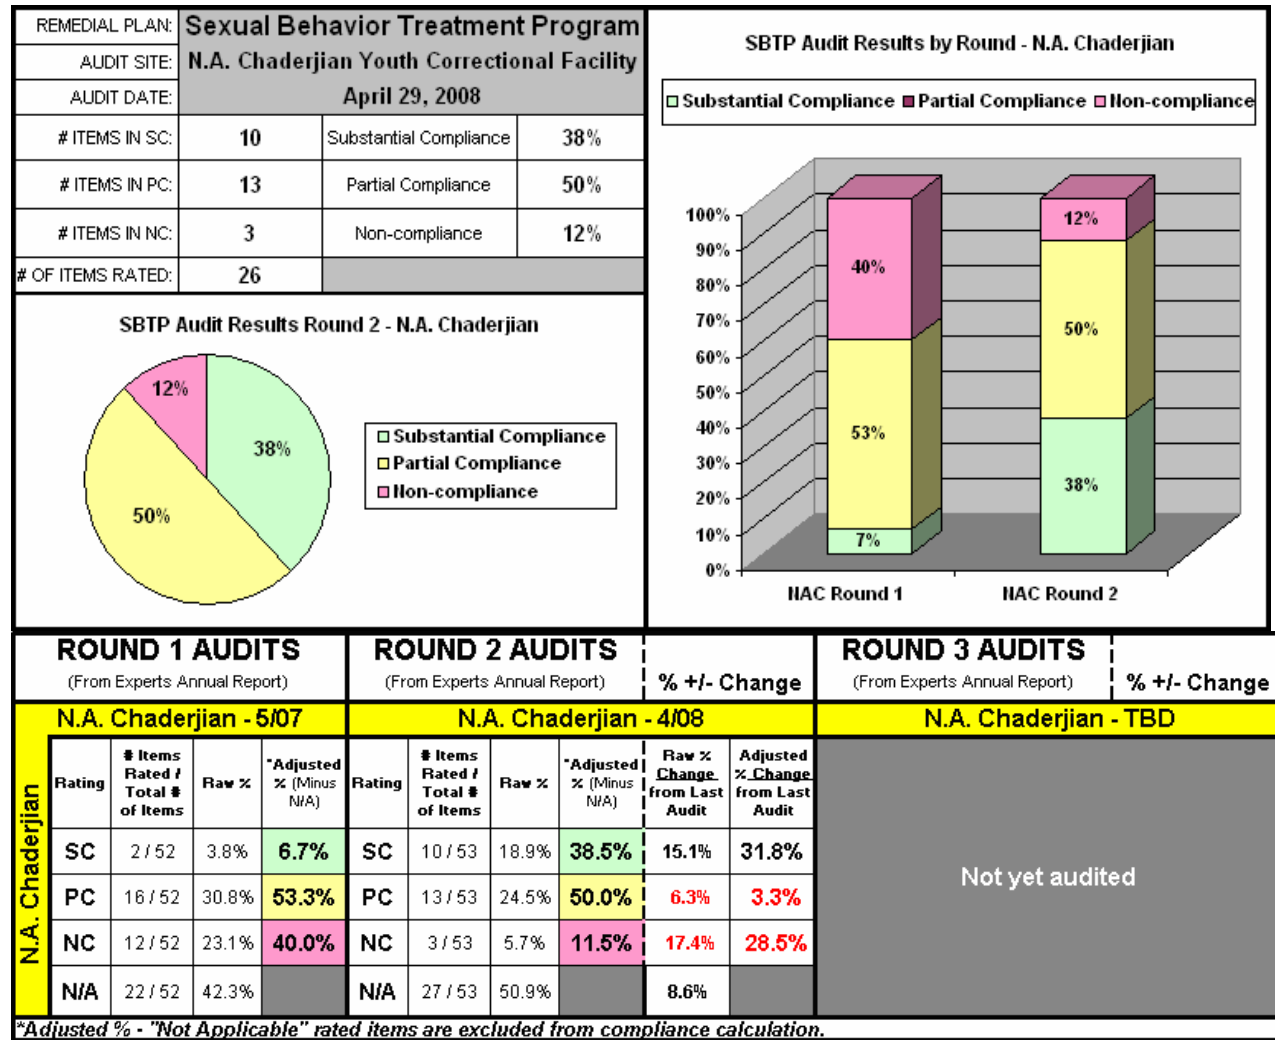 REMEDIAL PLAN: Sexual Behavior Treatment Program
AUDIT SITE: N.A. Chaderjian Youth Correctional Facility
AUDIT DATE: April 29, 2008
# ITEMS IN SC: 10 Substantial Compliance 38%
# ITEMS IN PC: 13 Partial Compliance 50%
# ITEMS IN NC: 3 Non-compliance 12%
# OF ITEMS RATED: 26
SBTP Audit Results Round 2 - N.A. Chaderjian
12%
38%
50%
Substantial Compliance
Partial Compliance
Non-compliance
SBTP Audit Results by Round - N.A. Chaderjian
Substantial Compliance Partial Compliance Non-compliance
100%
90%
80%
70%
60%
50%
40%
30%
20%
10%
0%
40%
53%
7%
12%
50%
38%
NAC Round 1 NAC Round 2
ROUND 1 AUDITS
(From Experts Annual Report)
ROUND 2 AUDITS
(From Experts Annual Report)
% +/- Change
ROUND 3 AUDITS
(From Experts Annual Report)
% +/- Change
N.A. Chaderjian - 5/07 N.A. Chaderjian - 4/08 N.A. Chaderjian - TBD
N.A. Chaderjian
Rating
# Items
Rated /
Total #
of Items
Raw %
*Adjusted
% (Minus
N/A)
Rating
# Items
Rated /
Total #
of Items
Raw %
*Adjusted
% (Minus
N/A)
Raw %
Change
from Last
Audit
Adjusted
% Change
from Last
Audit
SC 2 / 52 3.8% 6.7% SC 10 / 53 18.9% 38.5% 15.1% 31.8%
PC 16 / 52 30.8% 53.3% PC 13 / 53 24.5% 50.0% 6.3% 3.3%
NC 12 / 52 23.1% 40.0% NC 3 / 53 5.7% 11.5% 17.4% 28.5%
N/A 22 / 52 42.3% N/A 27 / 53 50.9% 8.6%
Not yet audited
*Adjusted % - "Not Applicable" rated items are excluded from compliance calculation.